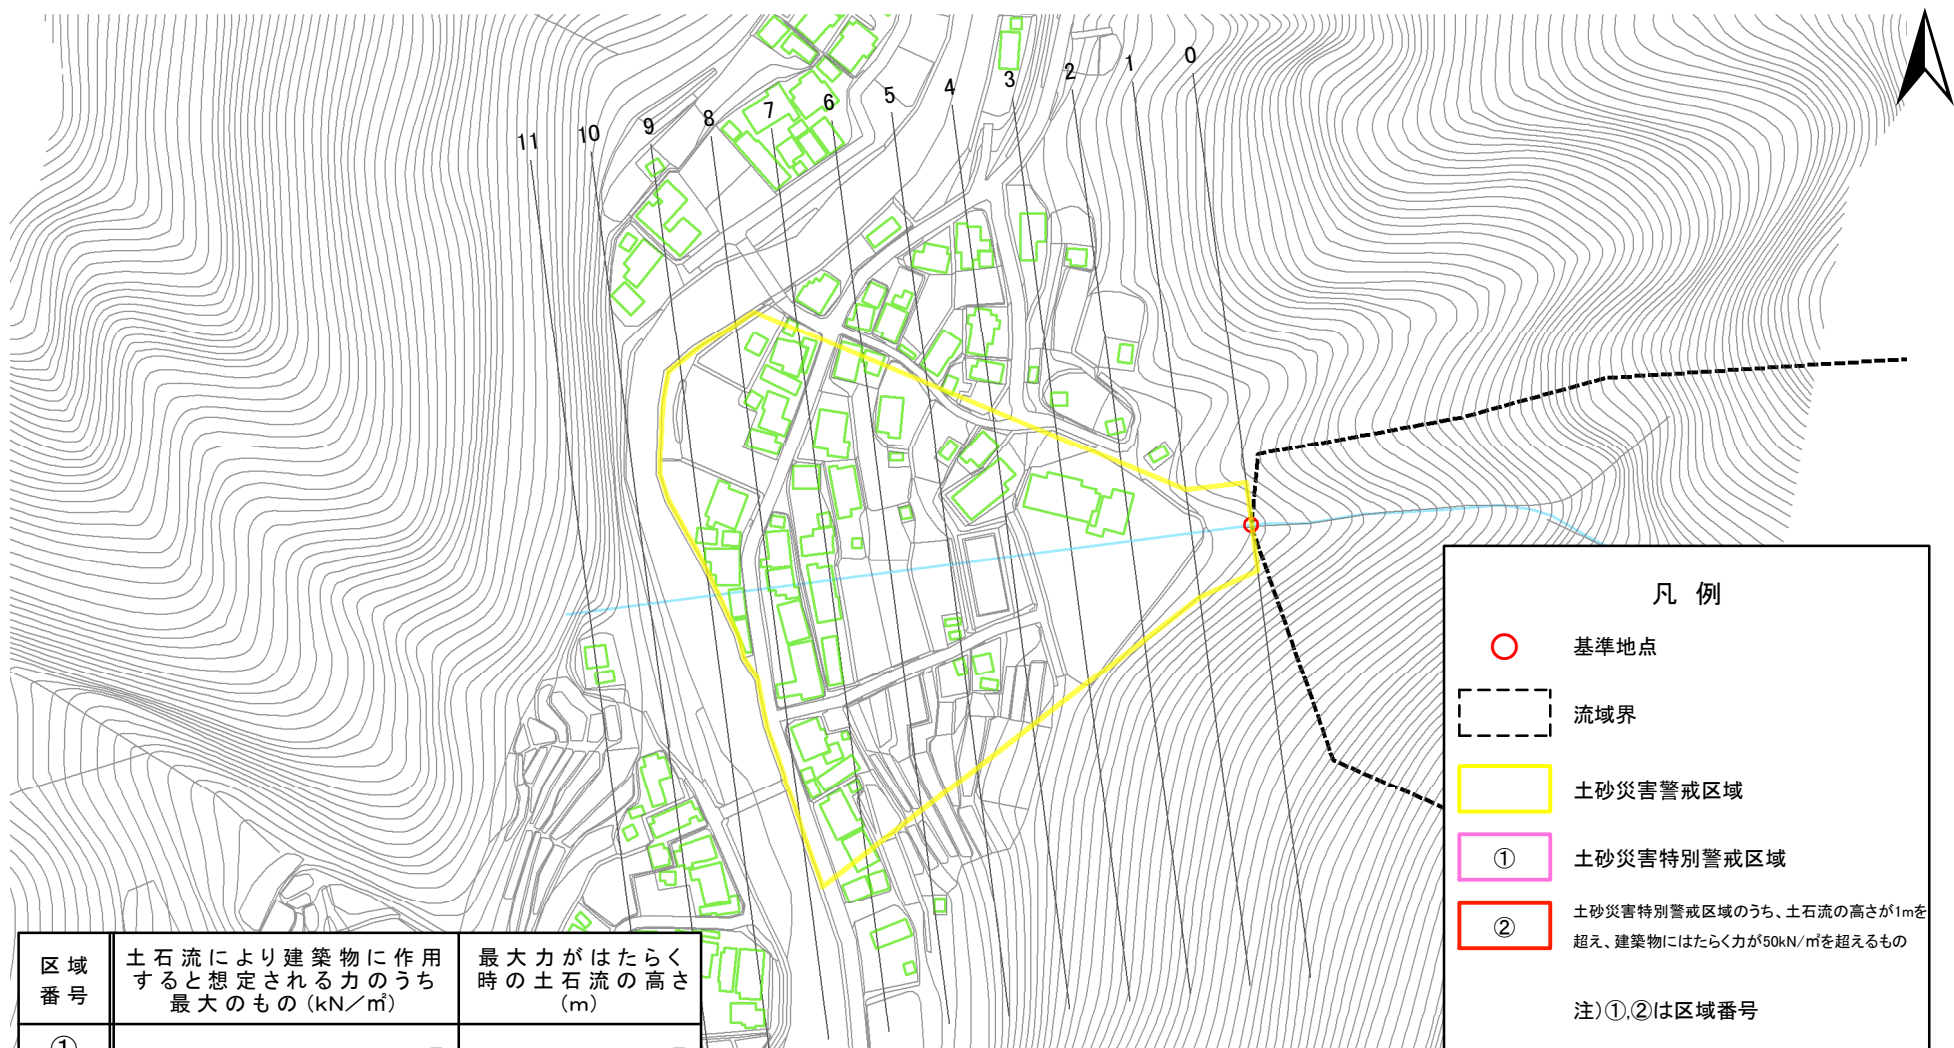 0
1
2
3
4
5
6
7
8
9
10
11
凡 例
基準地点
流域界
土砂災害警戒区域
① 土砂災害特別警戒区域
② 土砂災害特別警戒区域のうち、土石流の高さが1mを
超え、建築物にはたらく力が50kN/㎡を超えるもの
注)①,②は区域番号
区域
番号
土石流により建築物に作用
すると想定される力のうち
最大のもの(kN/㎡)
最大力がはたらく
時の土石流の高さ
(m)
①